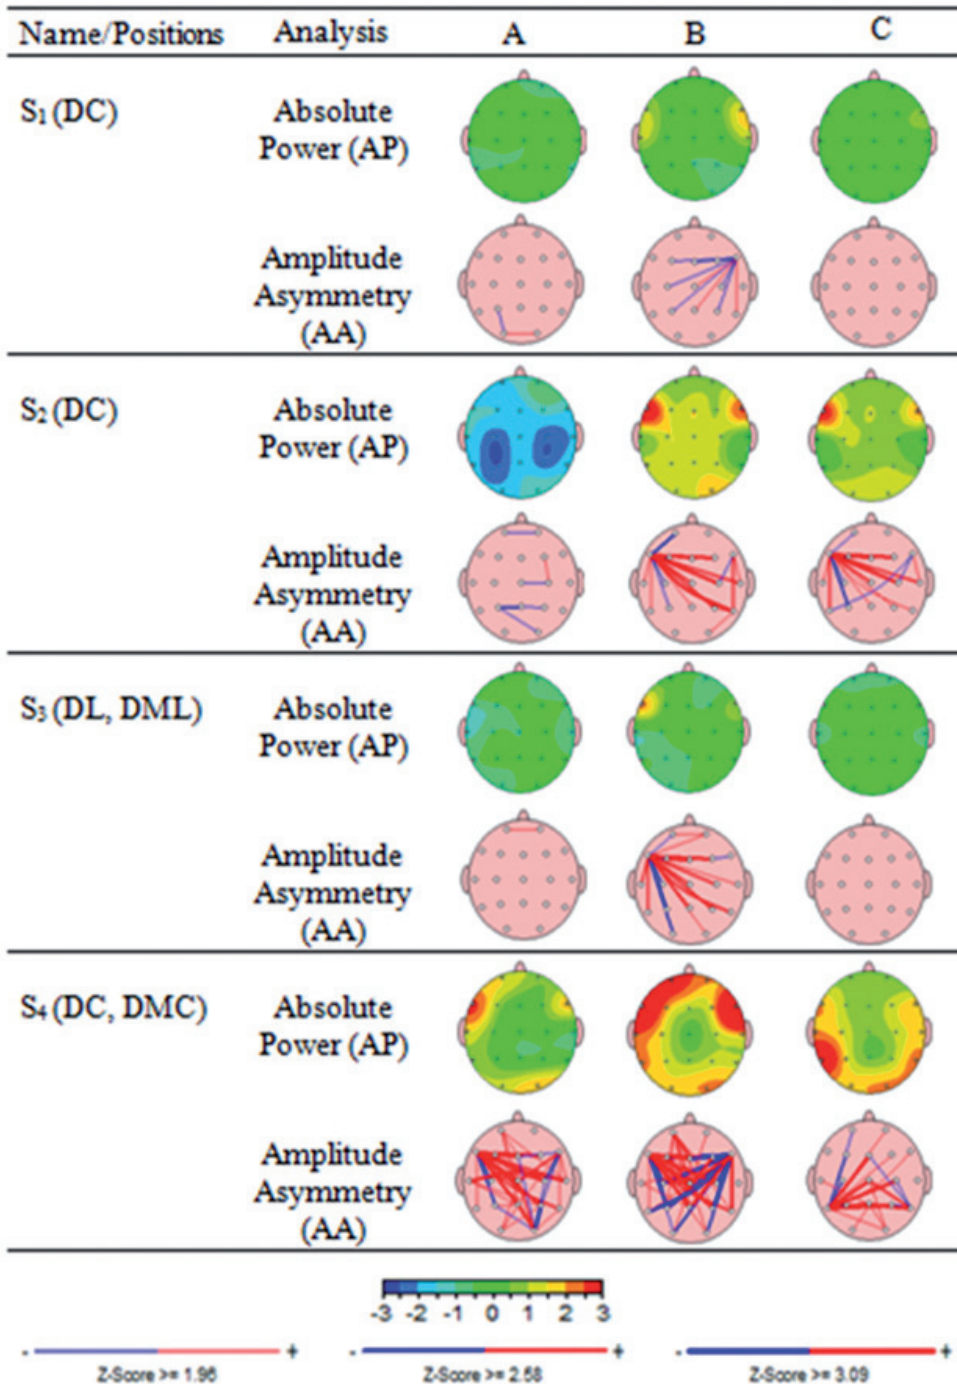 Name/Positions Analysis A B C
S₁ (DC) Absolute
Power (AP)
Amplitude
Asymmetry
(AA)
S₂ (DC) Absolute
Power (AP)
Amplitude
Asymmetry
(AA)
S₃ (DL, DML) Absolute
Power (AP)
Amplitude
Asymmetry
(AA)
S₄ (DC, DMC) Absolute
Power (AP)
Amplitude
Asymmetry
(AA)
-3 -2 -1 0 1 2 3
- + - + - +
Z-Score >= 1.96 Z-Score >= 2.58 Z-Score >= 3.09